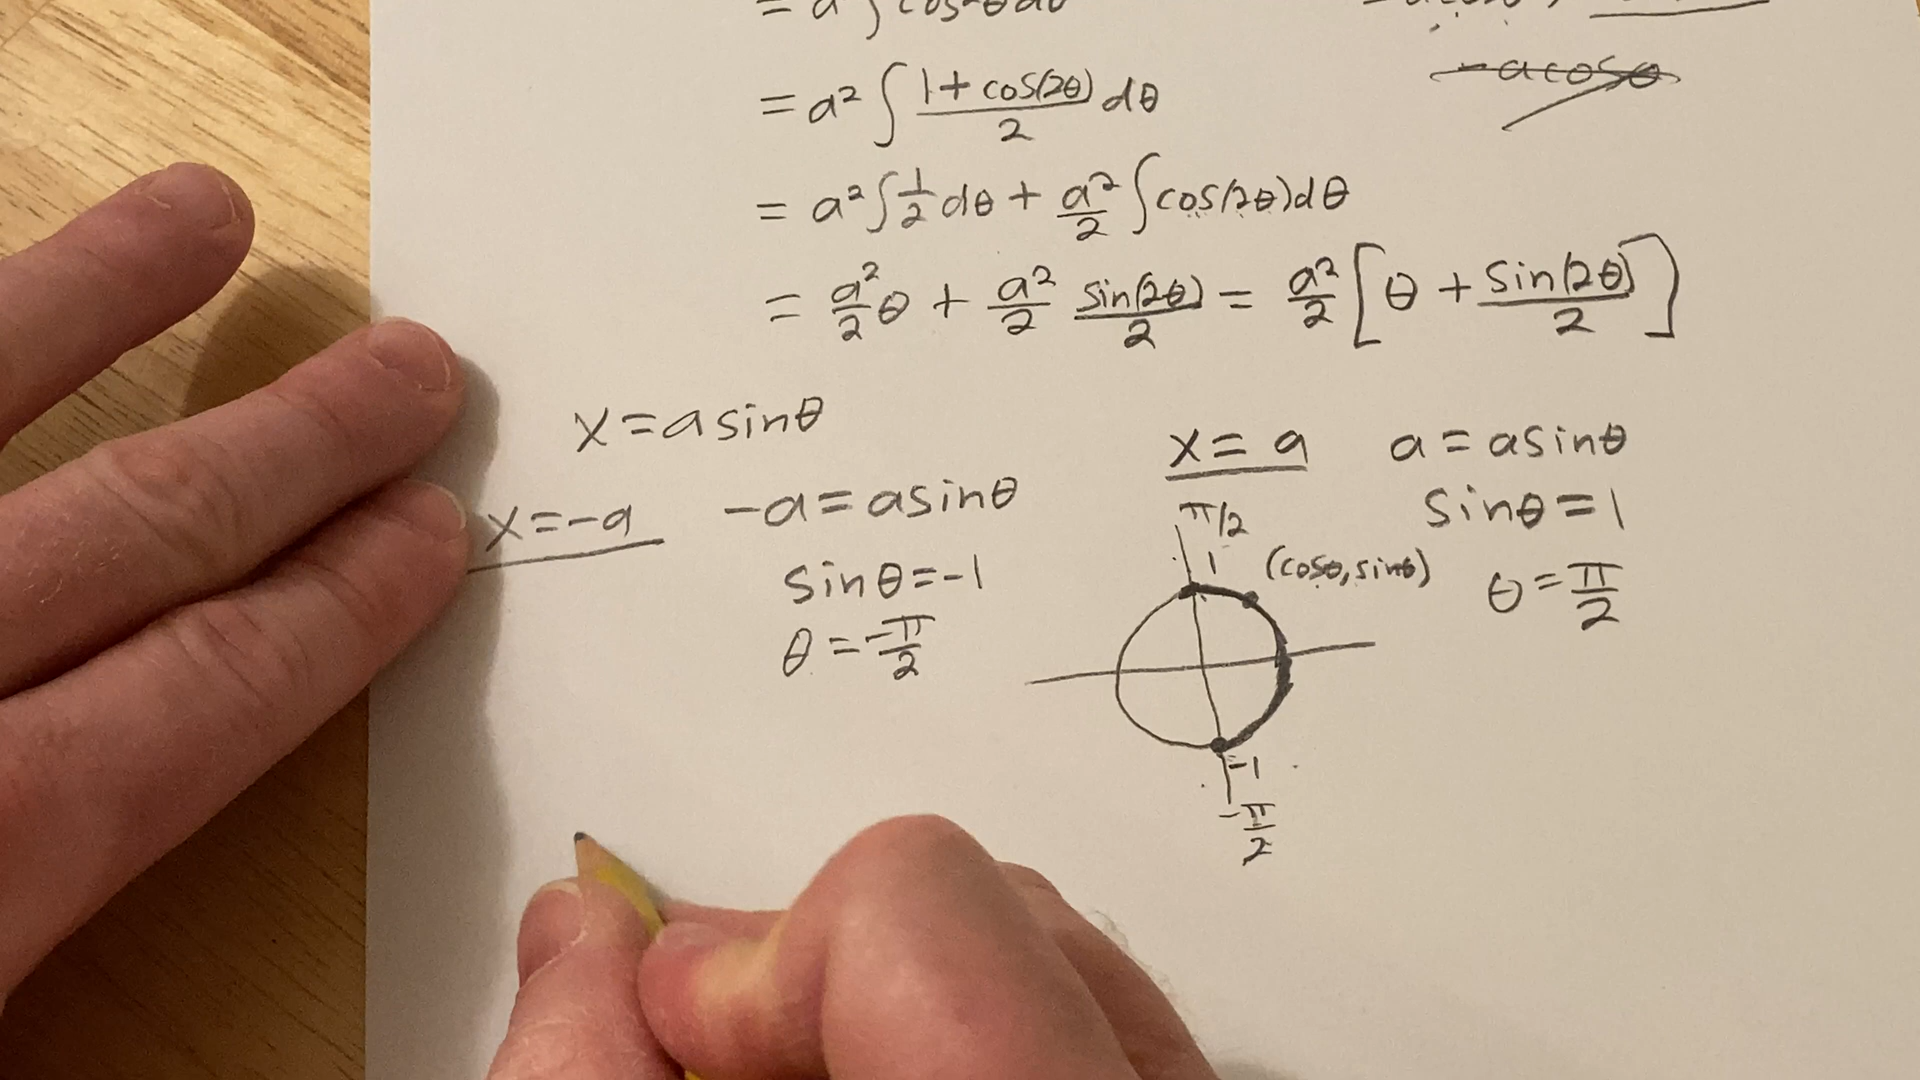 = a ∫ cos²θdθ
-acosθ
= a² ∫ (1 + cos(2θ))/2 dθ
= a² ∫ 1/2 dθ + a²/2 ∫ cos(2θ)dθ
= a²/2 θ + a²/2 sin(2θ)/2 = a²/2 [θ + sin(2θ)/2]
x = a sinθ
x = -a
-a = a sinθ
sinθ = -1
θ = -π/2
x = a
a = a sinθ
sinθ = 1
θ = π/2
π/2
1
(cosθ, sinθ)
-1
-π/2